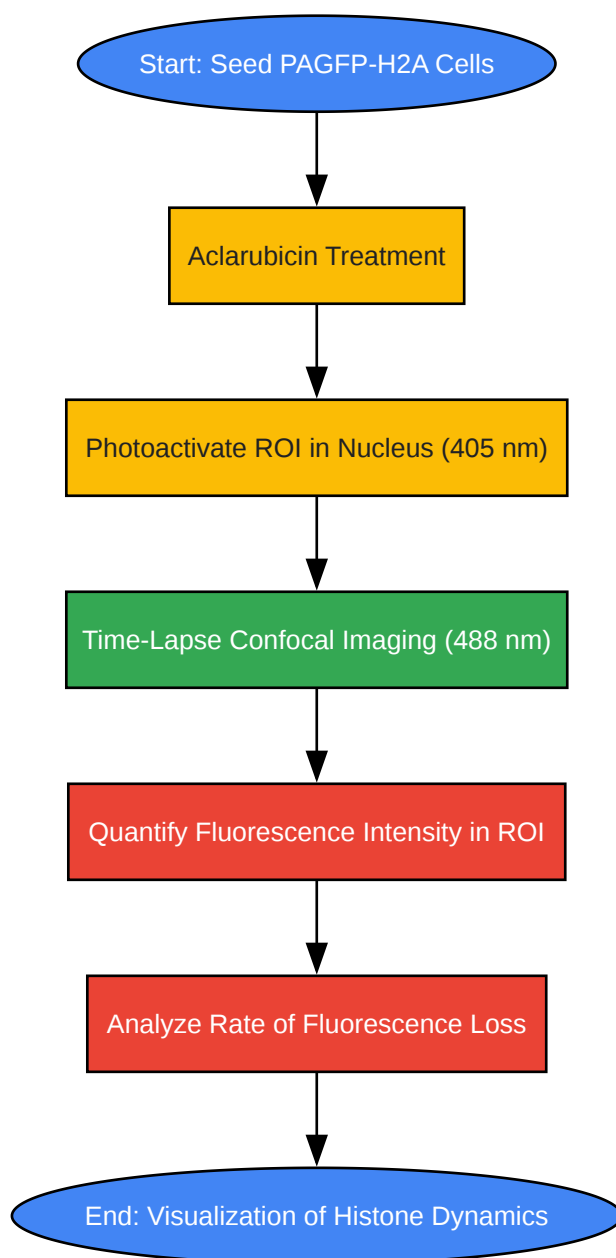 Start: Seed PAGFP-H2A Cells
Aclarubicin Treatment
Photoactivate ROI in Nucleus (405 nm)
Time-Lapse Confocal Imaging (488 nm)
Quantify Fluorescence Intensity in ROI
Analyze Rate of Fluorescence Loss
End: Visualization of Histone Dynamics